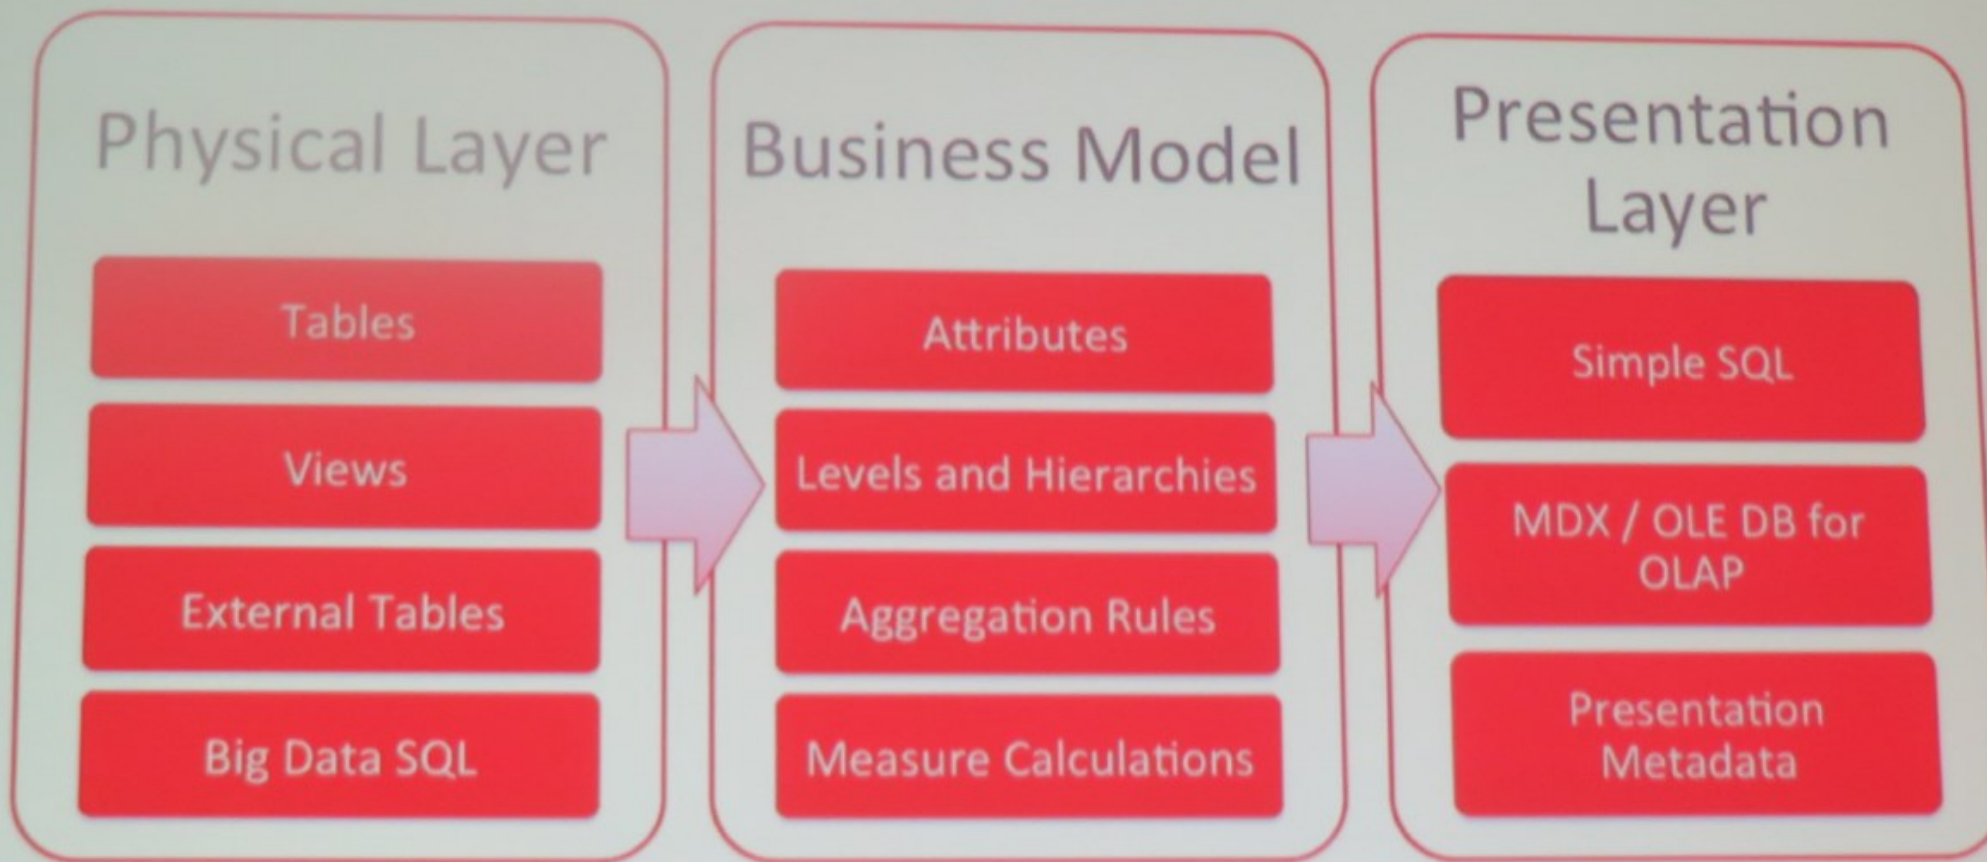 Physical Layer
Tables
Views
External Tables
Big Data SQL
Business Model
Attributes
Levels and Hierarchies
Aggregation Rules
Measure Calculations
Presentation
Layer
Simple SQL
MDX / OLE DB for
OLAP
Presentation
Metadata